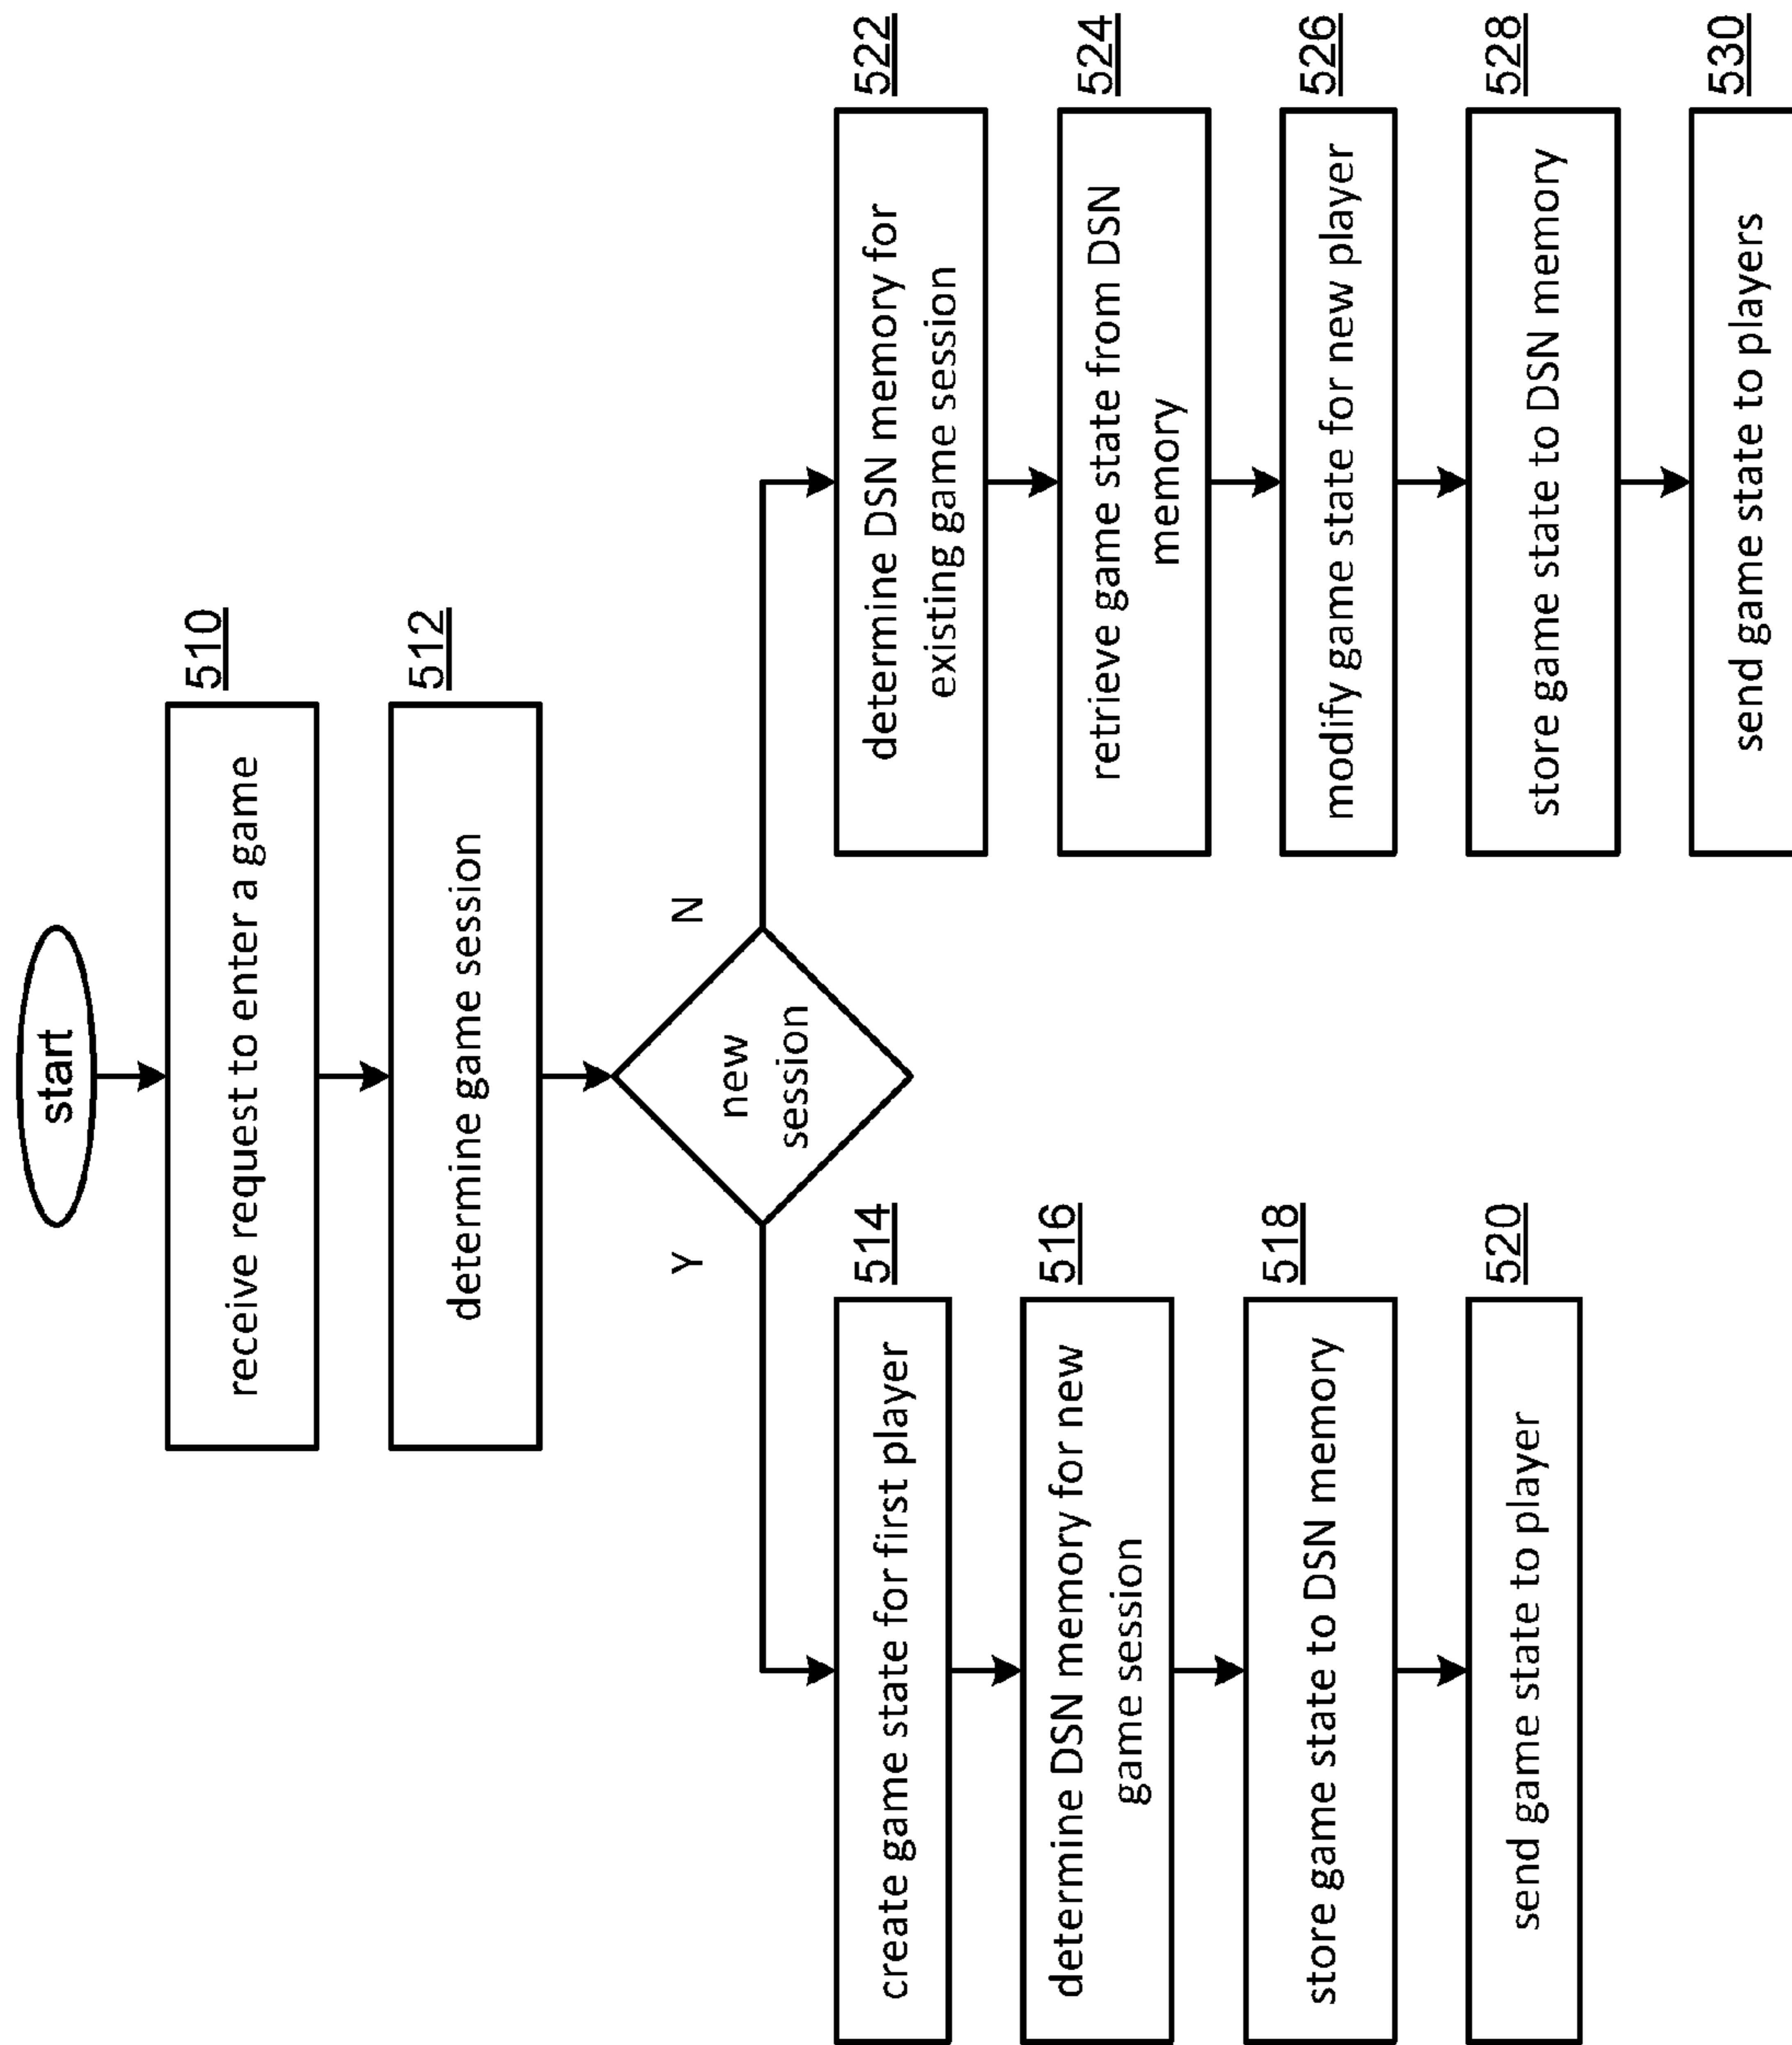 start
510
receive request to enter a game
512
determine game session
new
session
Y
N
514
create game state for first player
516
determine DSN memory for new
game session
518
store game state to DSN memory
520
send game state to player
522
determine DSN memory for
existing game session
524
retrieve game state from DSN
memory
526
modify game state for new player
528
store game state to DSN memory
530
send game state to players